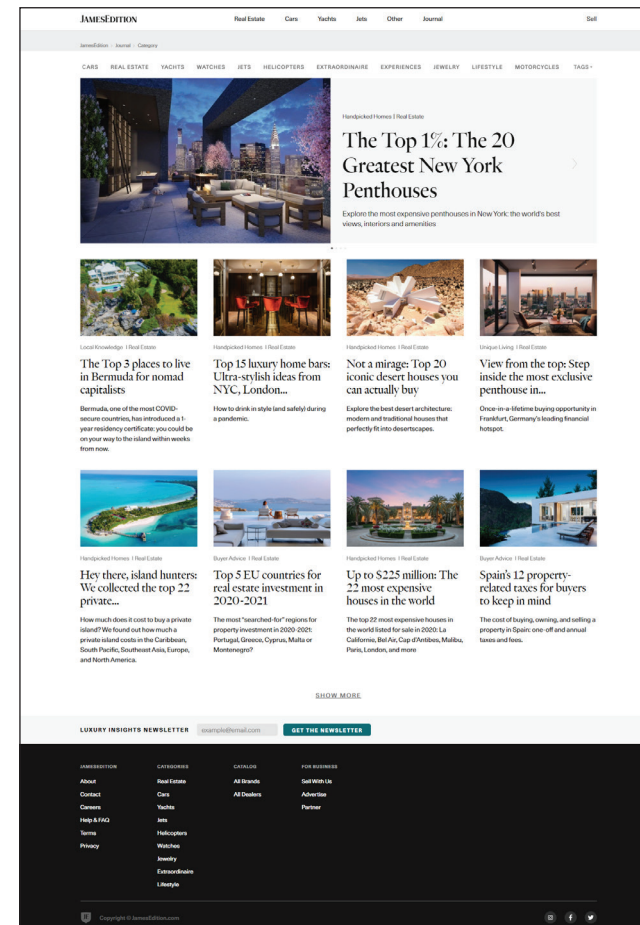 JAMESEDITION
Real Estate Cars Yachts Jets Other Journal Sell
JamesEdition Journal Category
CARS REAL ESTATE YACHTS WATCHES JETS HELICOPTERS EXTRAORDINAIRE EXPERIENCES JEWELRY LIFESTYLE MOTORCYCLES TAGS
Handpicked Homes | Real Estate
The Top 1%: The 20
Greatest New York
Penthouses
Explore the most expensive penthouses in New York: the world's best
views, interiors and amenities
Local Knowledge | Real Estate
The Top 3 places to live
in Bermuda for nomad
capitalists
Bermuda, one of the most COVID-
secure countries, has introduced a 1-
year residency certificate: you could be
on your way to the island within weeks
from now.
Handpicked Homes | Real Estate
Top 15 luxury home bars:
Ultra-stylish ideas from
NYC, London...
How to drink in style (and safely) during
a pandemic.
Handpicked Homes | Real Estate
Not a mirage: Top 20
iconic desert houses you
can actually buy
Explore the best desert architecture:
modern and traditional houses that
perfectly fit into desertscapes.
Unique Living | Real Estate
View from the top: Step
inside the most exclusive
penthouse in...
Once-in-a-lifetime buying opportunity in
Frankfurt, Germany's leading financial
hotspot.
Handpicked Homes | Real Estate
Hey there, island hunters:
We collected the top 22
private...
How much does it cost to buy a private
island? We found out how much a
private island costs in the Caribbean,
South Pacific, Southeast Asia, Europe,
and North America.
Buyer Advice | Real Estate
Top 5 EU countries for
real estate investment in
2020-2021
The most "searched-for" regions for
property investment in 2020-2021:
Portugal, Greece, Cyprus, Malta or
Montenegro?
Handpicked Homes | Real Estate
Up to $225 million: The
22 most expensive
houses in the world
The top 22 most expensive houses in
the world listed for sale in 2020: La
Californie, Bel Air, Cap d'Antibes, Malibu,
Paris, London, and more
Buyer Advice | Real Estate
Spain's 12 property-
related taxes for buyers
to keep in mind
The cost of buying, owning, and selling a
property in Spain: one-off and annual
taxes and fees.
SHOW MORE
LUXURY INSIGHTS NEWSLETTER example@email.com GET THE NEWSLETTER
JAMESEDITION
About
Contact
Careers
Help & FAQ
Terms
Privacy
CATEGORIES
Real Estate
Cars
Yachts
Jets
Helicopters
Watches
Jewelry
Extraordinaire
Lifestyle
CATALOG
All Brands
All Dealers
FOR BUSINESS
Sell With Us
Advertise
Partner
Copyright © JamesEdition.com